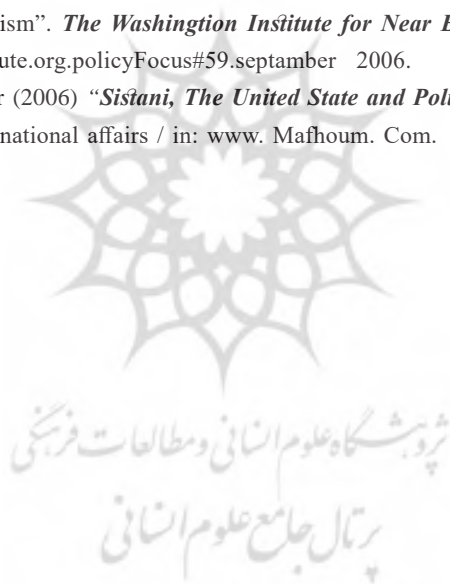 ism”. The Washingtion Institute for Near E
ute.org.policyFocus#59.septamber 2006.
r (2006) “Sistani, The United State and Poli
national affairs / in: www. Mafhoum. Com.
پژوهشگاه علوم انسانی و مطالعات فرهنگی
پرتال جامع علوم انسانی